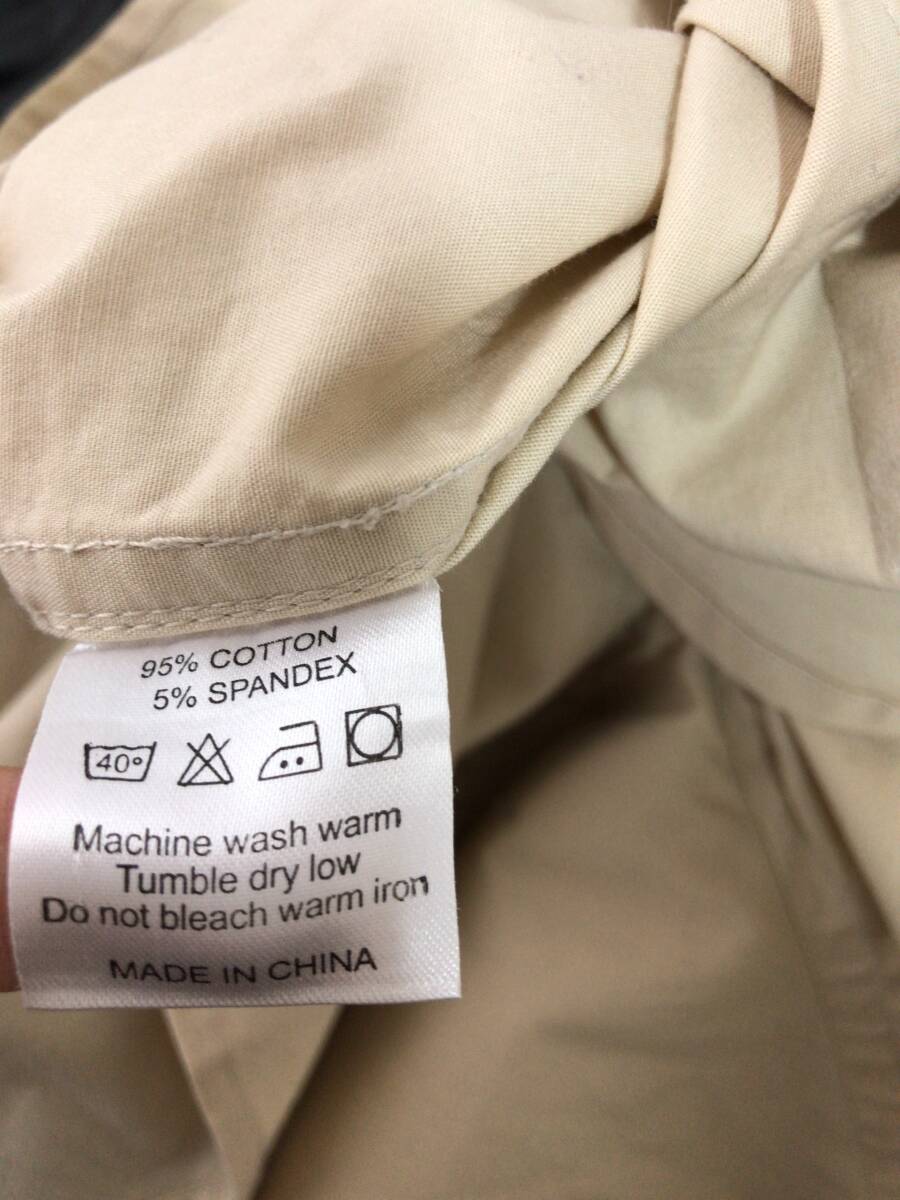 95% COTTON
5% SPANDEX
40°
Machine wash warm
Tumble dry low
Do not bleach warm iron
MADE IN CHINA